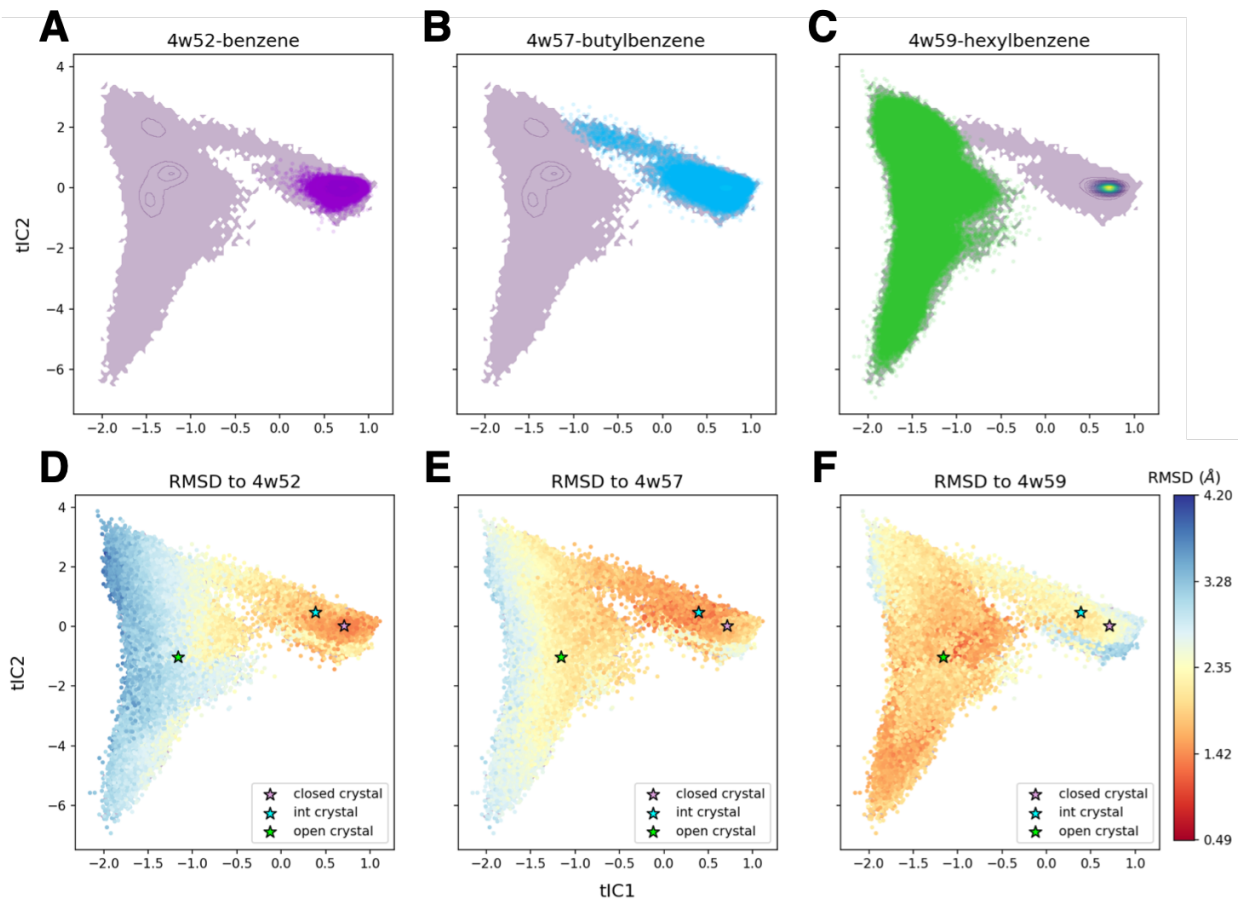 A B C
4w52-benzene 4w57-butylbenzene 4w59-hexylbenzene
4
2
0
−2
−4
−6
tIC2
−2.0 −1.5 −1.0 −0.5 0.0 0.5 1.0 −2.0 −1.5 −1.0 −0.5 0.0 0.5 1.0 −2.0 −1.5 −1.0 −0.5 0.0 0.5 1.0
D E F
RMSD to 4w52 RMSD to 4w57 RMSD to 4w59 RMSD (Å)
4
2
0
−2
−4
−6
tIC2
4.20
3.28
2.35
1.42
0.49
closed crystal closed crystal closed crystal
int crystal int crystal int crystal
open crystal open crystal open crystal
−2.0 −1.5 −1.0 −0.5 0.0 0.5 1.0 −2.0 −1.5 −1.0 −0.5 0.0 0.5 1.0 −2.0 −1.5 −1.0 −0.5 0.0 0.5 1.0
tIC1